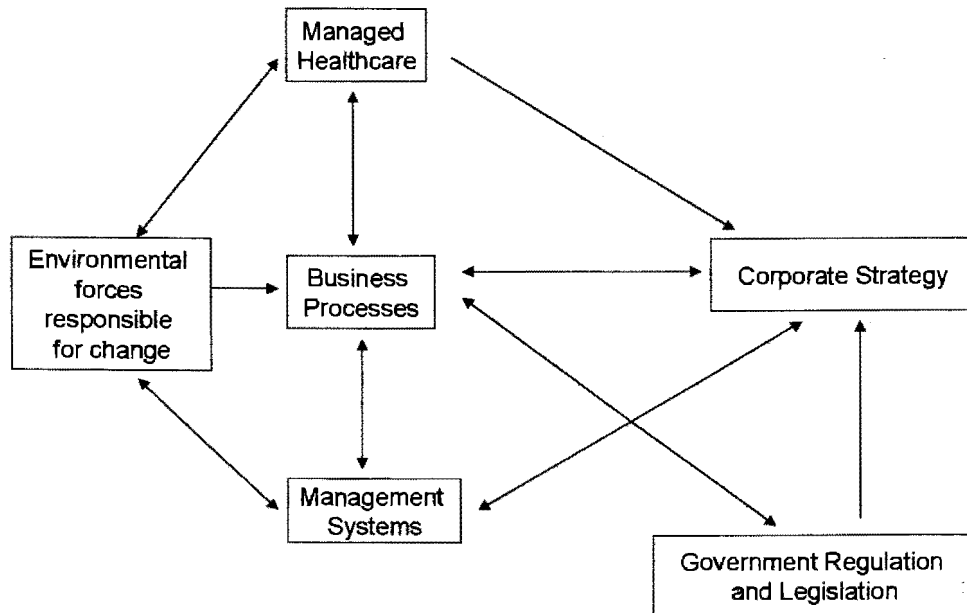 Managed
Healthcare
Environmental
forces
responsible
for change
Business
Processes
Corporate Strategy
Management
Systems
Government Regulation
and Legislation